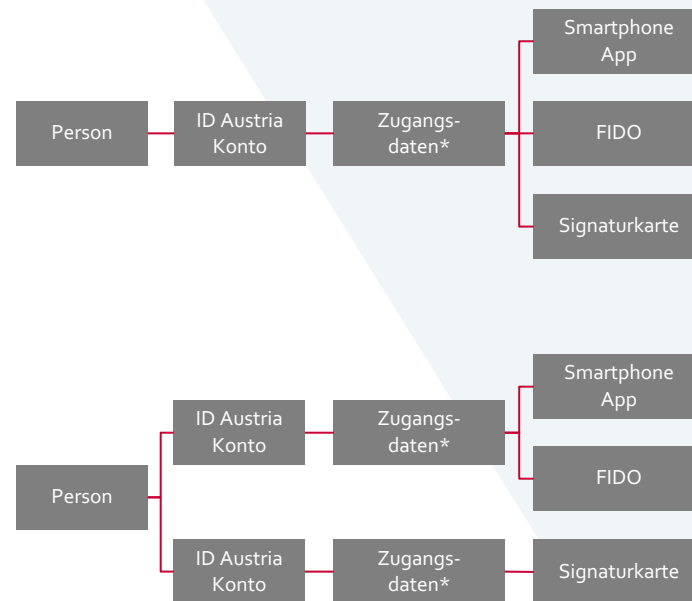 Smartphone
App
Person
ID Austria
Konto
Zugangs-
daten*
FIDO
Signaturkarte
Smartphone
App
ID Austria
Konto
Zugangs-
daten*
FIDO
Person
ID Austria
Konto
Zugangs-
daten*
Signaturkarte